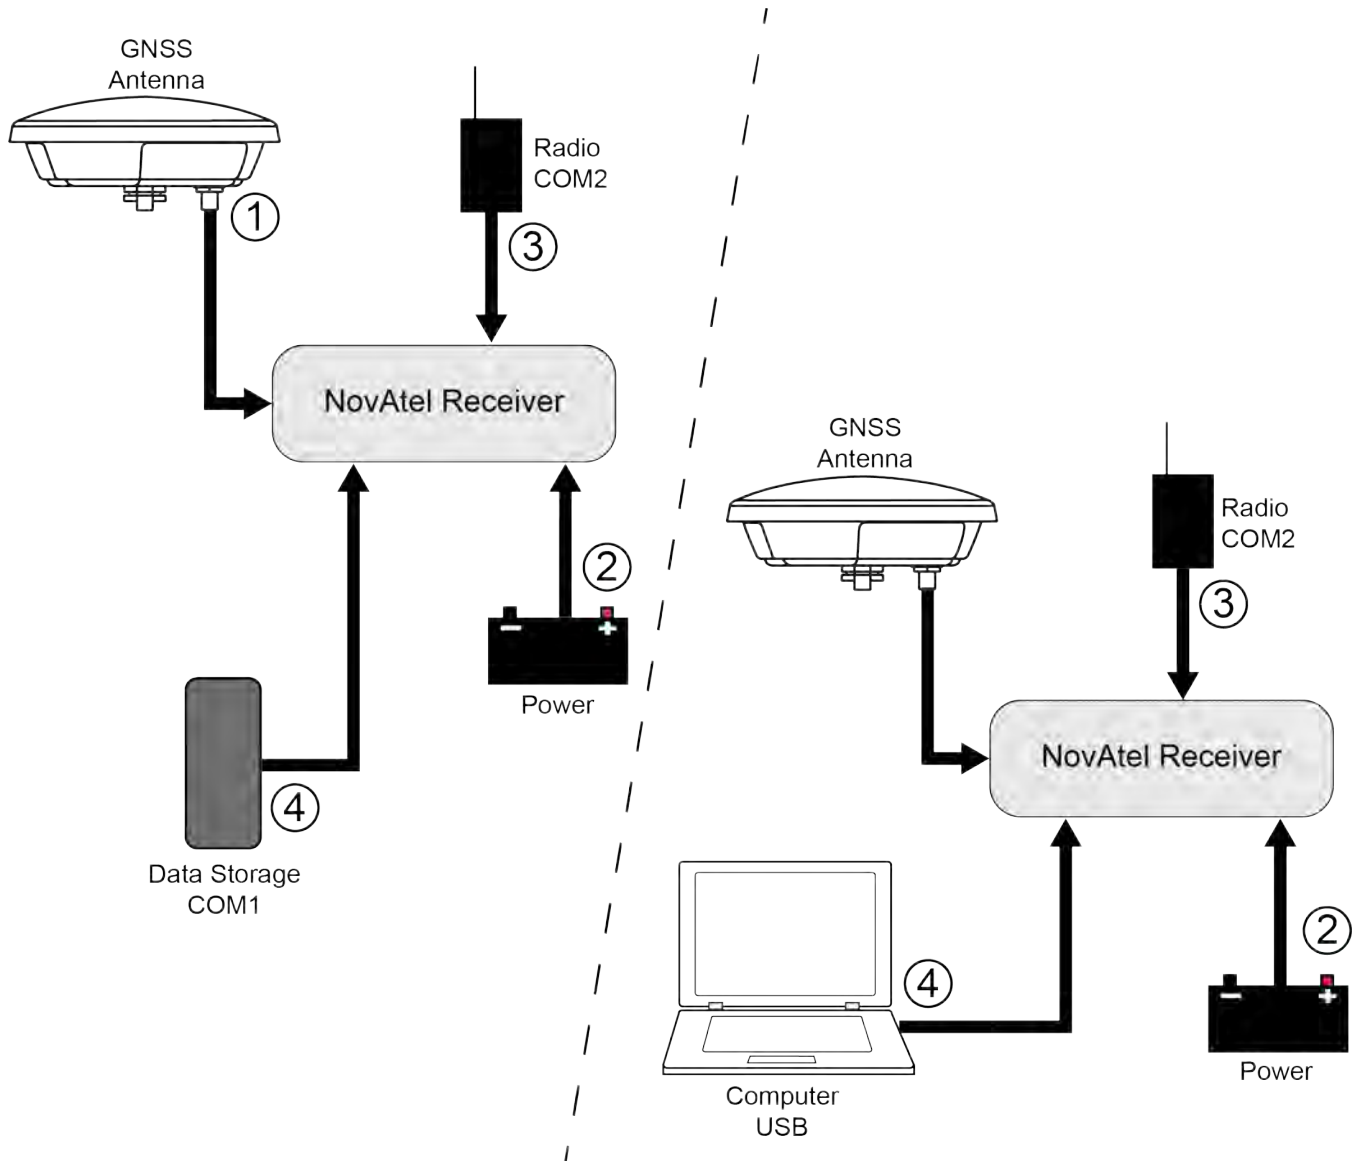 GNSS
Antenna
Radio
COM2
1
3
NovAtel Receiver
2
Power
4
Data Storage
COM1
GNSS
Antenna
Radio
COM2
3
NovAtel Receiver
2
4
Power
Computer
USB